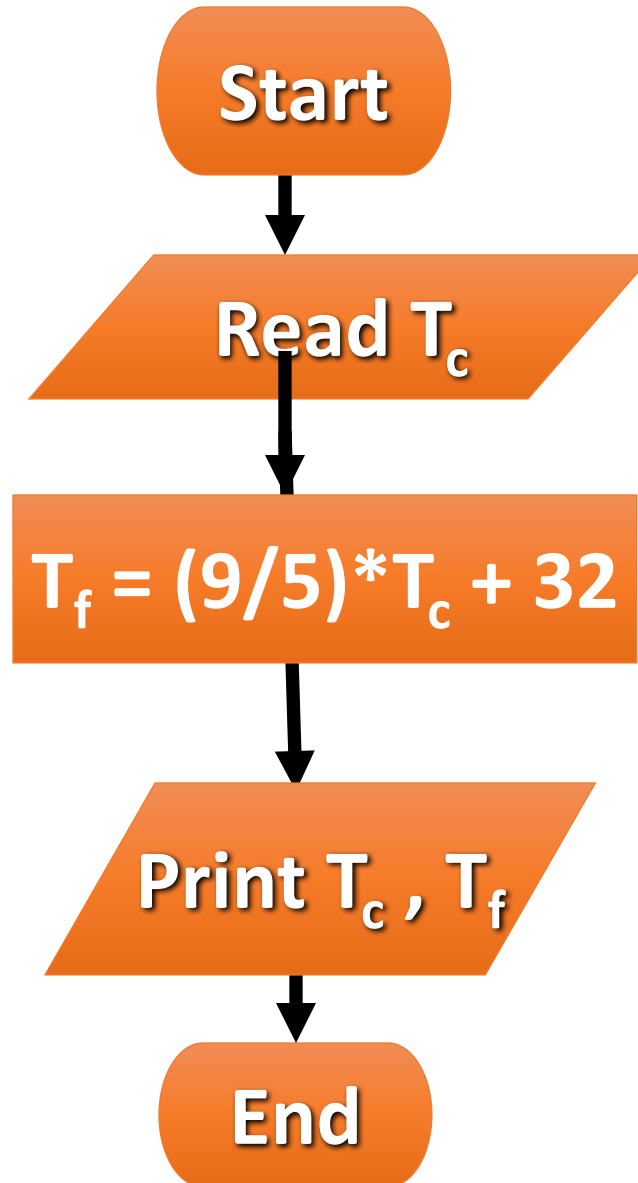 Start
Read Tc
Tf = (9/5)*Tc + 32
Print Tc , Tf
End